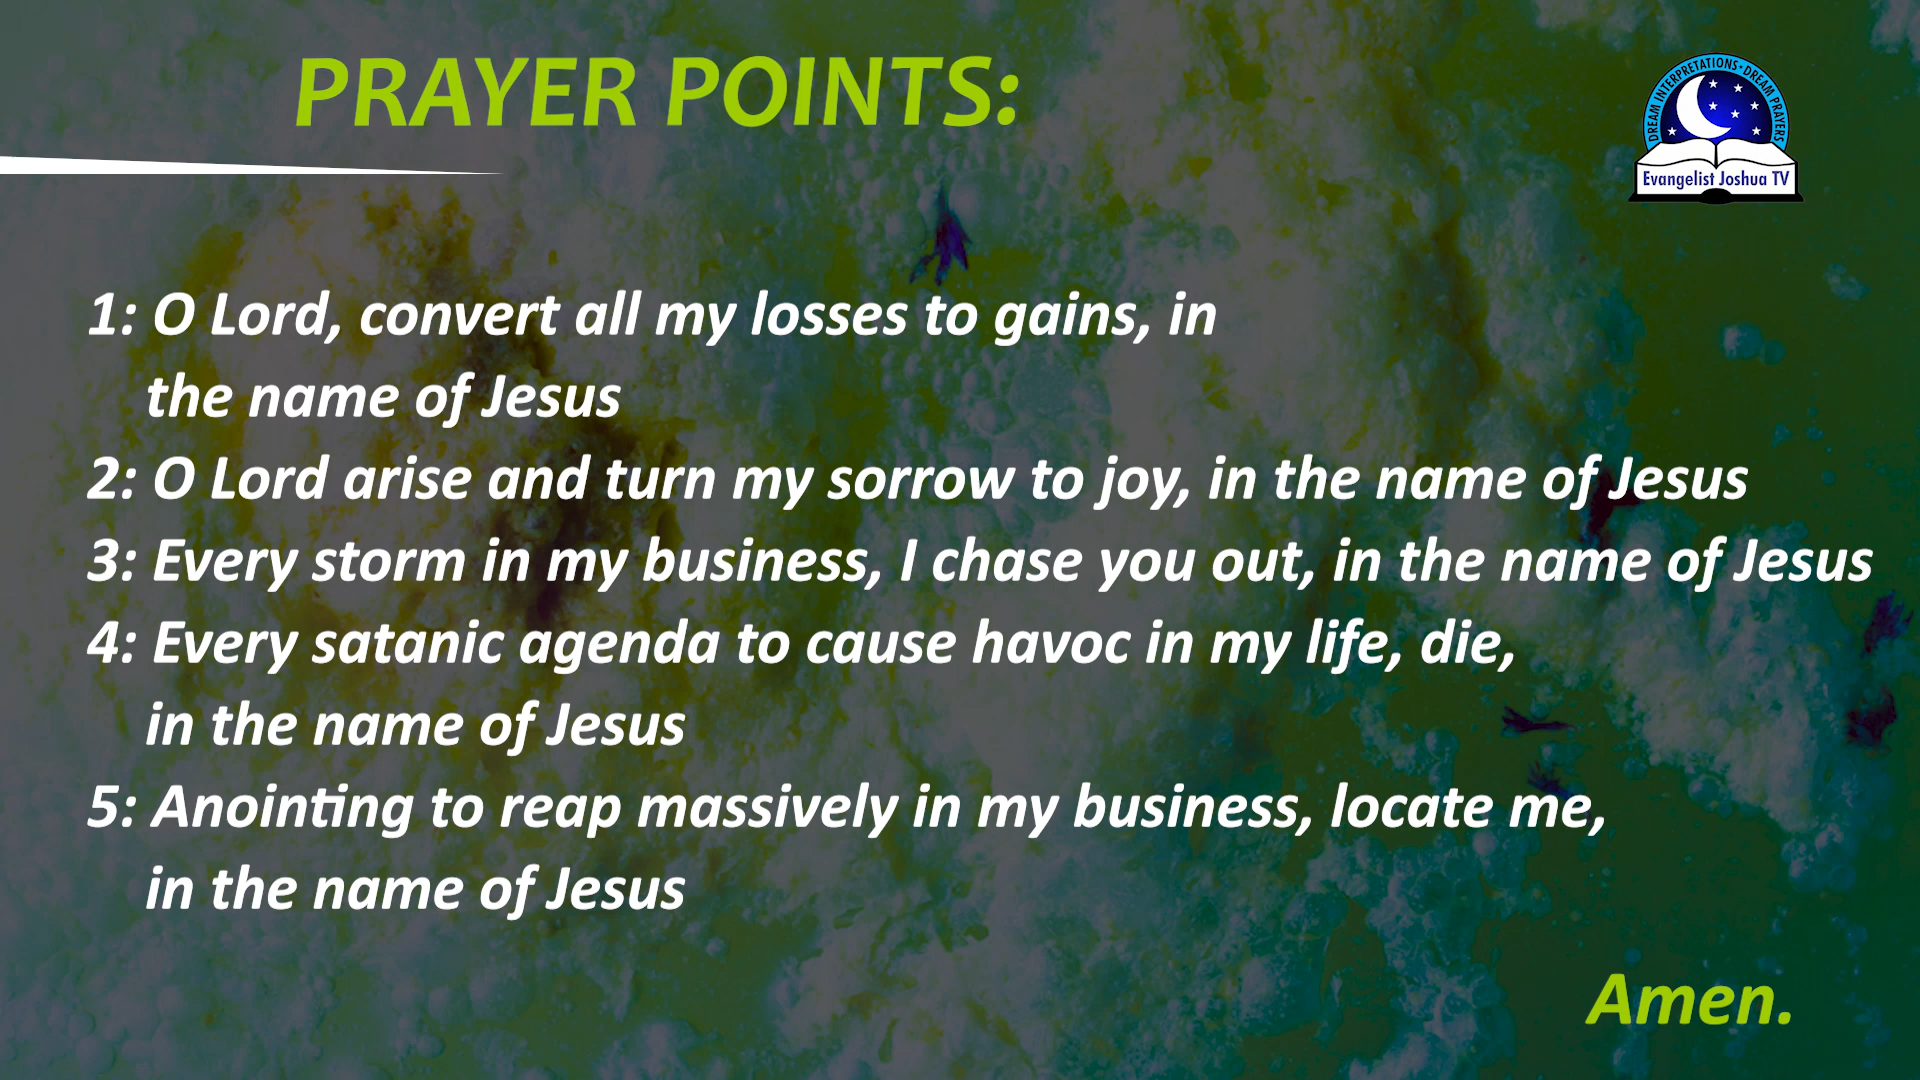 PRAYER POINTS:
DREAM INTERPRETATIONS • DREAM PRAYERS
Evangelist Joshua TV
1: O Lord, convert all my losses to gains, in
the name of Jesus
2: O Lord arise and turn my sorrow to joy, in the name of Jesus
3: Every storm in my business, I chase you out, in the name of Jesus
4: Every satanic agenda to cause havoc in my life, die,
in the name of Jesus
5: Anointing to reap massively in my business, locate me,
in the name of Jesus
Amen.